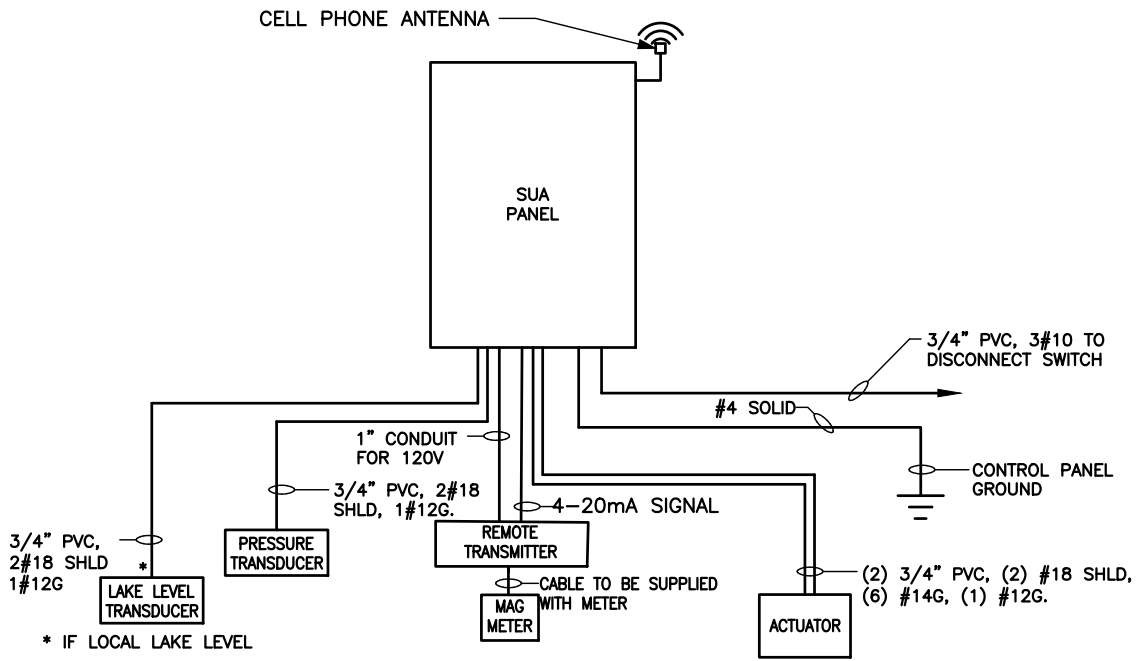 CELL PHONE ANTENNA
SUA
PANEL
3/4" PVC, 3#10 TO
DISCONNECT SWITCH
#4 SOLID
1" CONDUIT
FOR 120V
CONTROL PANEL
GROUND
3/4" PVC, 2#18
SHLD, 1#12G.
4-20mA SIGNAL
3/4" PVC,
2#18 SHLD
1#12G
*
PRESSURE
TRANSDUCER
REMOTE
TRANSMITTER
LAKE LEVEL
TRANSDUCER
CABLE TO BE SUPPLIED
WITH METER
MAG
METER
(2) 3/4" PVC, (2) #18 SHLD,
(6) #14G, (1) #12G.
ACTUATOR
* IF LOCAL LAKE LEVEL